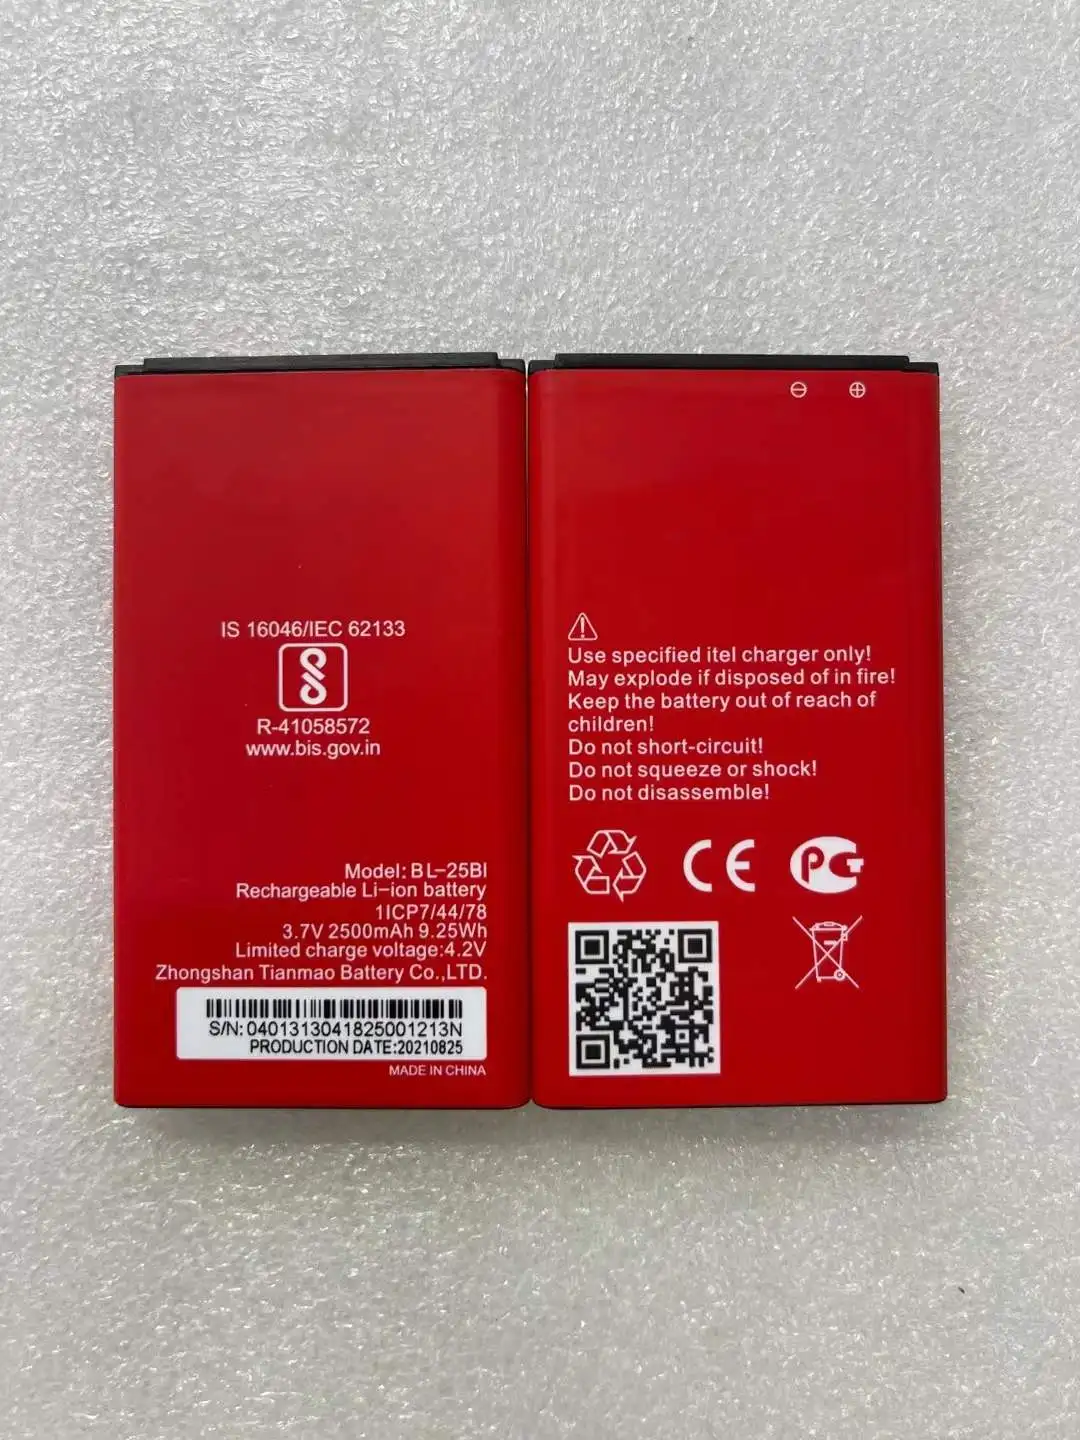 IS 16046/IEC 62133
R-41058572
www.bis.gov.in
Model: BL-25BI
Rechargeable Li-ion battery
1ICP7/44/78
3.7V 2500mAh 9.25Wh
Limited charge voltage:4.2V
Zhongshan Tianmao Battery Co.,LTD.
S/N: 0401313041825001213N
PRODUCTION DATE:20210825
MADE IN CHINA
⊖ ⊕
Use specified itel charger only!
May explode if disposed of in fire!
Keep the battery out of reach of
children!
Do not short-circuit!
Do not squeeze or shock!
Do not disassemble!
CE PCT